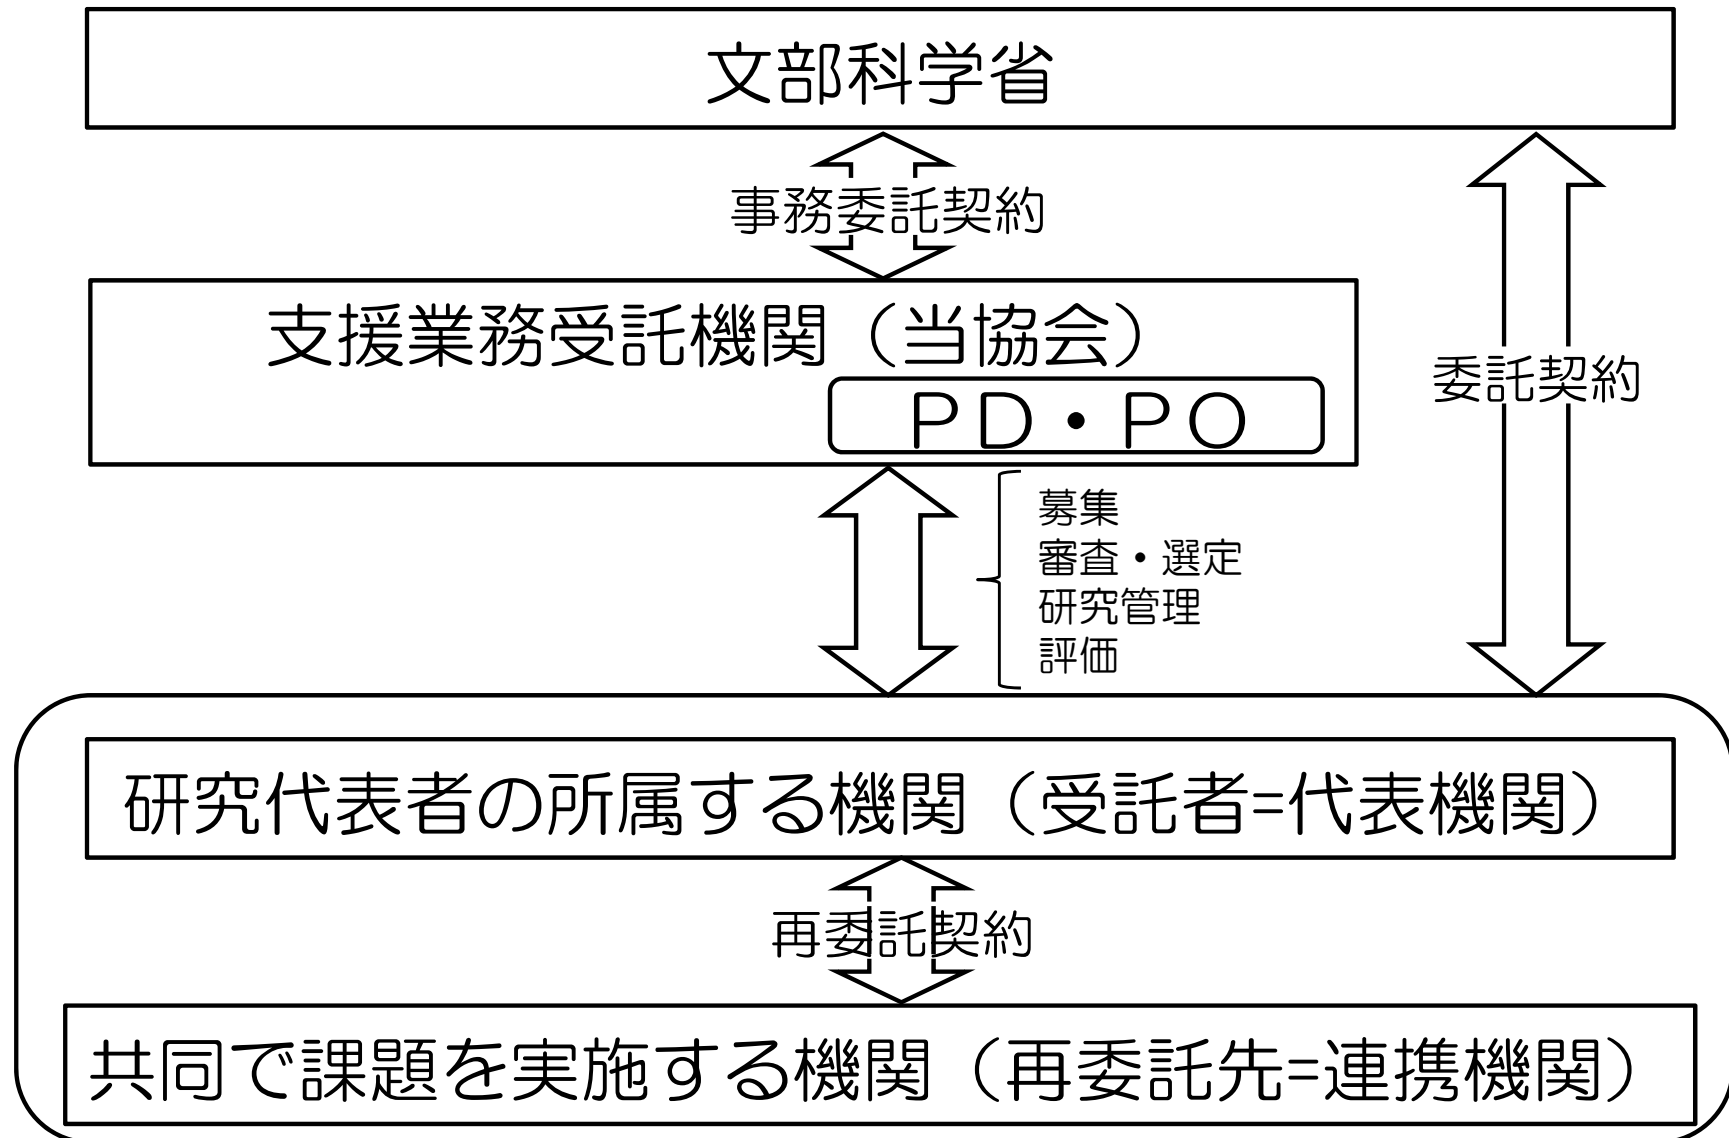 文部科学省
事務委託契約
支援業務受託機関（当協会）
ＰＤ・ＰＯ
委託契約
募集
審査・選定
研究管理
評価
研究代表者の所属する機関（受託者=代表機関）
再委託契約
共同で課題を実施する機関（再委託先=連携機関）